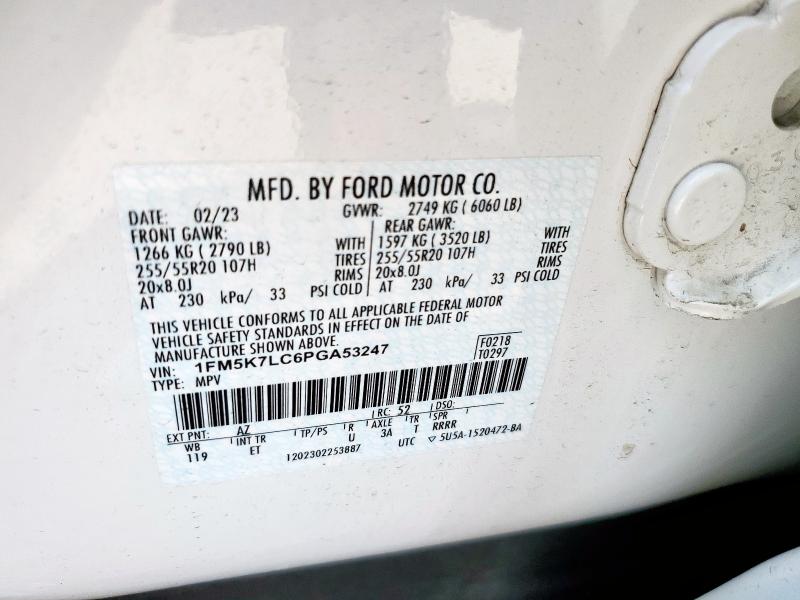 MFD. BY FORD MOTOR CO.
DATE: 02/23 GVWR: 2749 KG ( 6060 LB)
FRONT GAWR: REAR GAWR:
1266 KG ( 2790 LB) WITH 1597 KG ( 3520 LB) WITH
255/55R20 107H TIRES 255/55R20 107H TIRES
20x8.0J RIMS 20x8.0J RIMS
AT 230 kPa/ 33 PSI COLD AT 230 kPa/ 33 PSI COLD
THIS VEHICLE CONFORMS TO ALL APPLICABLE FEDERAL MOTOR
VEHICLE SAFETY STANDARDS IN EFFECT ON THE DATE OF
MANUFACTURE SHOWN ABOVE.
VIN: 1FM5K7LC6PGA53247 F0218
TYPE: MPV T0297
EXT PNT: AZ RC: 52 DSO:
WB INT TR TP/PS R AXLE TR SPR
119 ET U 3A T RRRR
1202302253887 UTC 5U5A-1520472-BA